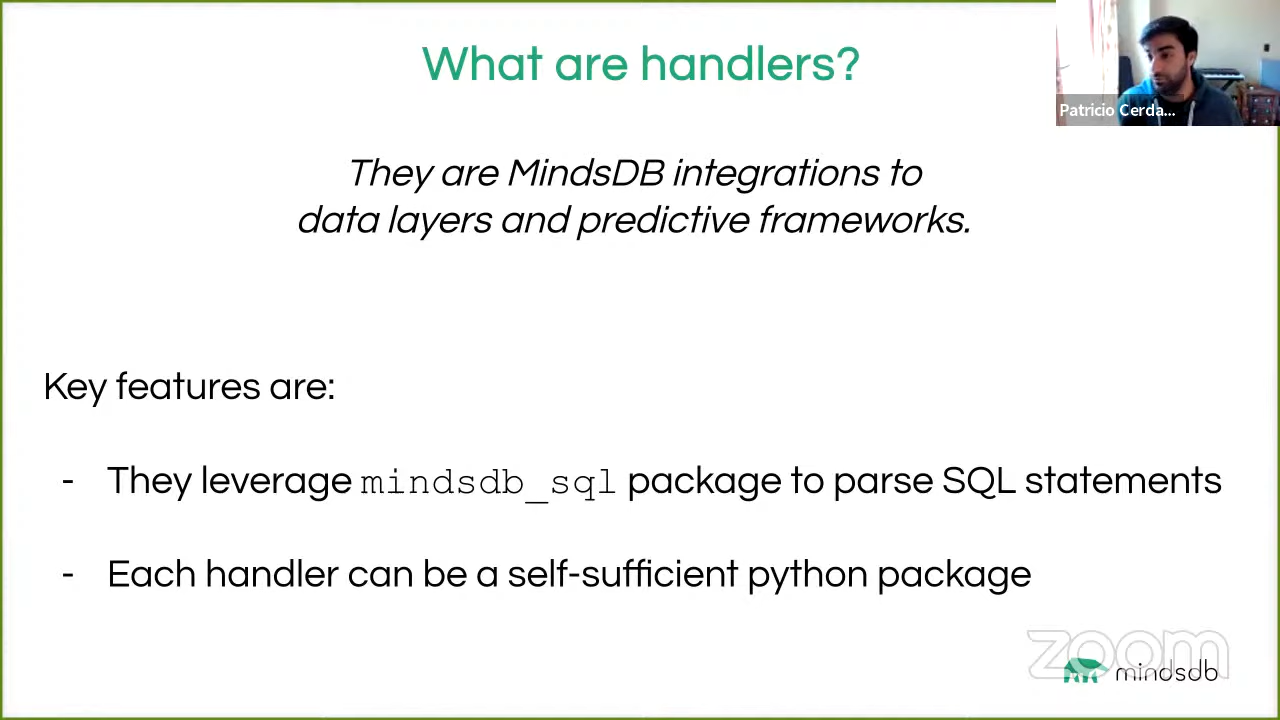 What are handlers?
Patricio Cerda...
They are MindsDB integrations to
data layers and predictive frameworks.
Key features are:
- They leverage mindsdb_sql package to parse SQL statements
- Each handler can be a self-sufficient python package
zoom
mindsdb